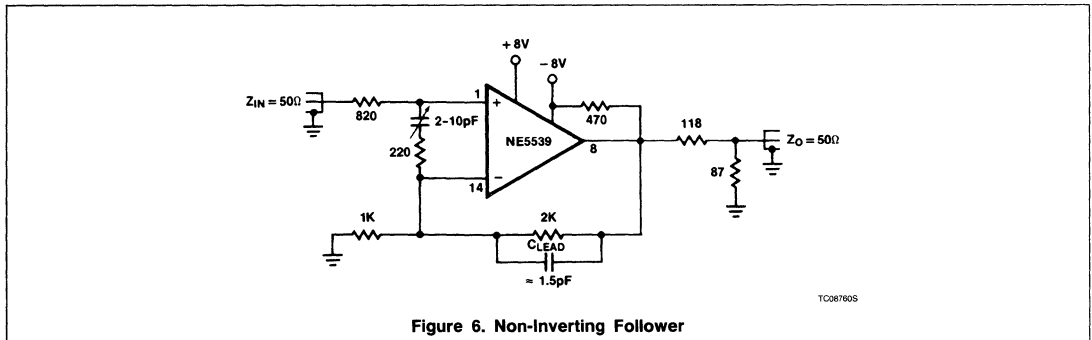 +8V
−8V
Z_IN = 50Ω
820
1
+
2–10pF
220
NE5539
470
8
118
Z_O = 50Ω
87
14
−
1K
2K
C_LEAD
≈ 1.5pF
TC08760S
Figure 6. Non-Inverting Follower